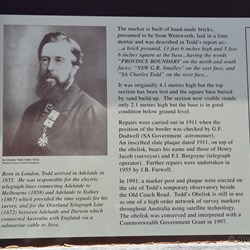 The marker is built of hand-made bricks,
presumed to be from Wentworth, laid in a lime
mortar and was described in Todd's report as:-
...a brick pyramid, 13 feet 6 inches high and 5 feet
6 inches square at the base...having the words
"PROVINCE BOUNDARY" on the north and south
faces: "NSW G.R. Smalley" on the east face, and
"SA Charles Todd" on the west face...
It was originally 4.1 metres high but the top
section has been lost and the square base buried
by sand build-up. The section now visible stands
only 2.1 metres high but the base is in good
condition below ground level.
Repairs were carried out in 1911 when the
position of the border was checked by G.F.
Dodwell (SA Government astronomer).
An inscribed slate plaque dated 1911, on top of
the obelisk, bears his name and those of Henry
Jacob (surveyor) and F.L Burgoyne (telegraph
operator). Further repairs were undertaken in
1955 by J.B. Farwell.
In 1991, a marker post and plaque were erected on
the site of Todd's temporary observatory beside the
Old Coach Road. Todd's Obelisk is still in use
as one of a high order network of survey markers
throughout Australia using satellite technology.
The obelisk was conserved and interpreted with a
Commonwealth Government Grant in 1997.
Sir Charles Todd
Born in London, Todd arrived in Adelaide in
1855. He was responsible for the electric
telegraph lines connecting Adelaide to
Melbourne (1858) and Adelaide to Sydney
(1867) which provided the time signals for his
survey, and for the Overland Telegraph Line
(1872) between Adelaide and Darwin which
connected Australia with England via a
submarine cable to Java.